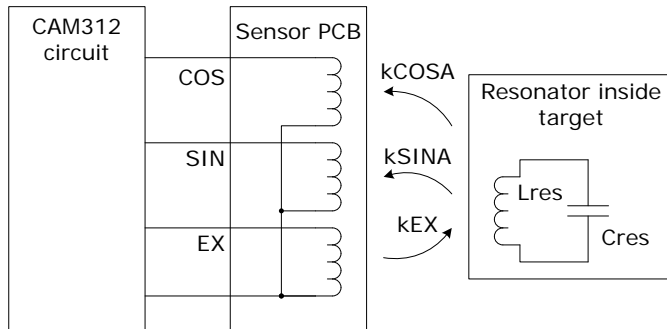 CAM312
circuit
Sensor PCB
COS
SIN
EX
kCOSA
kSINA
kEX
Resonator inside
target
Lres
Cres